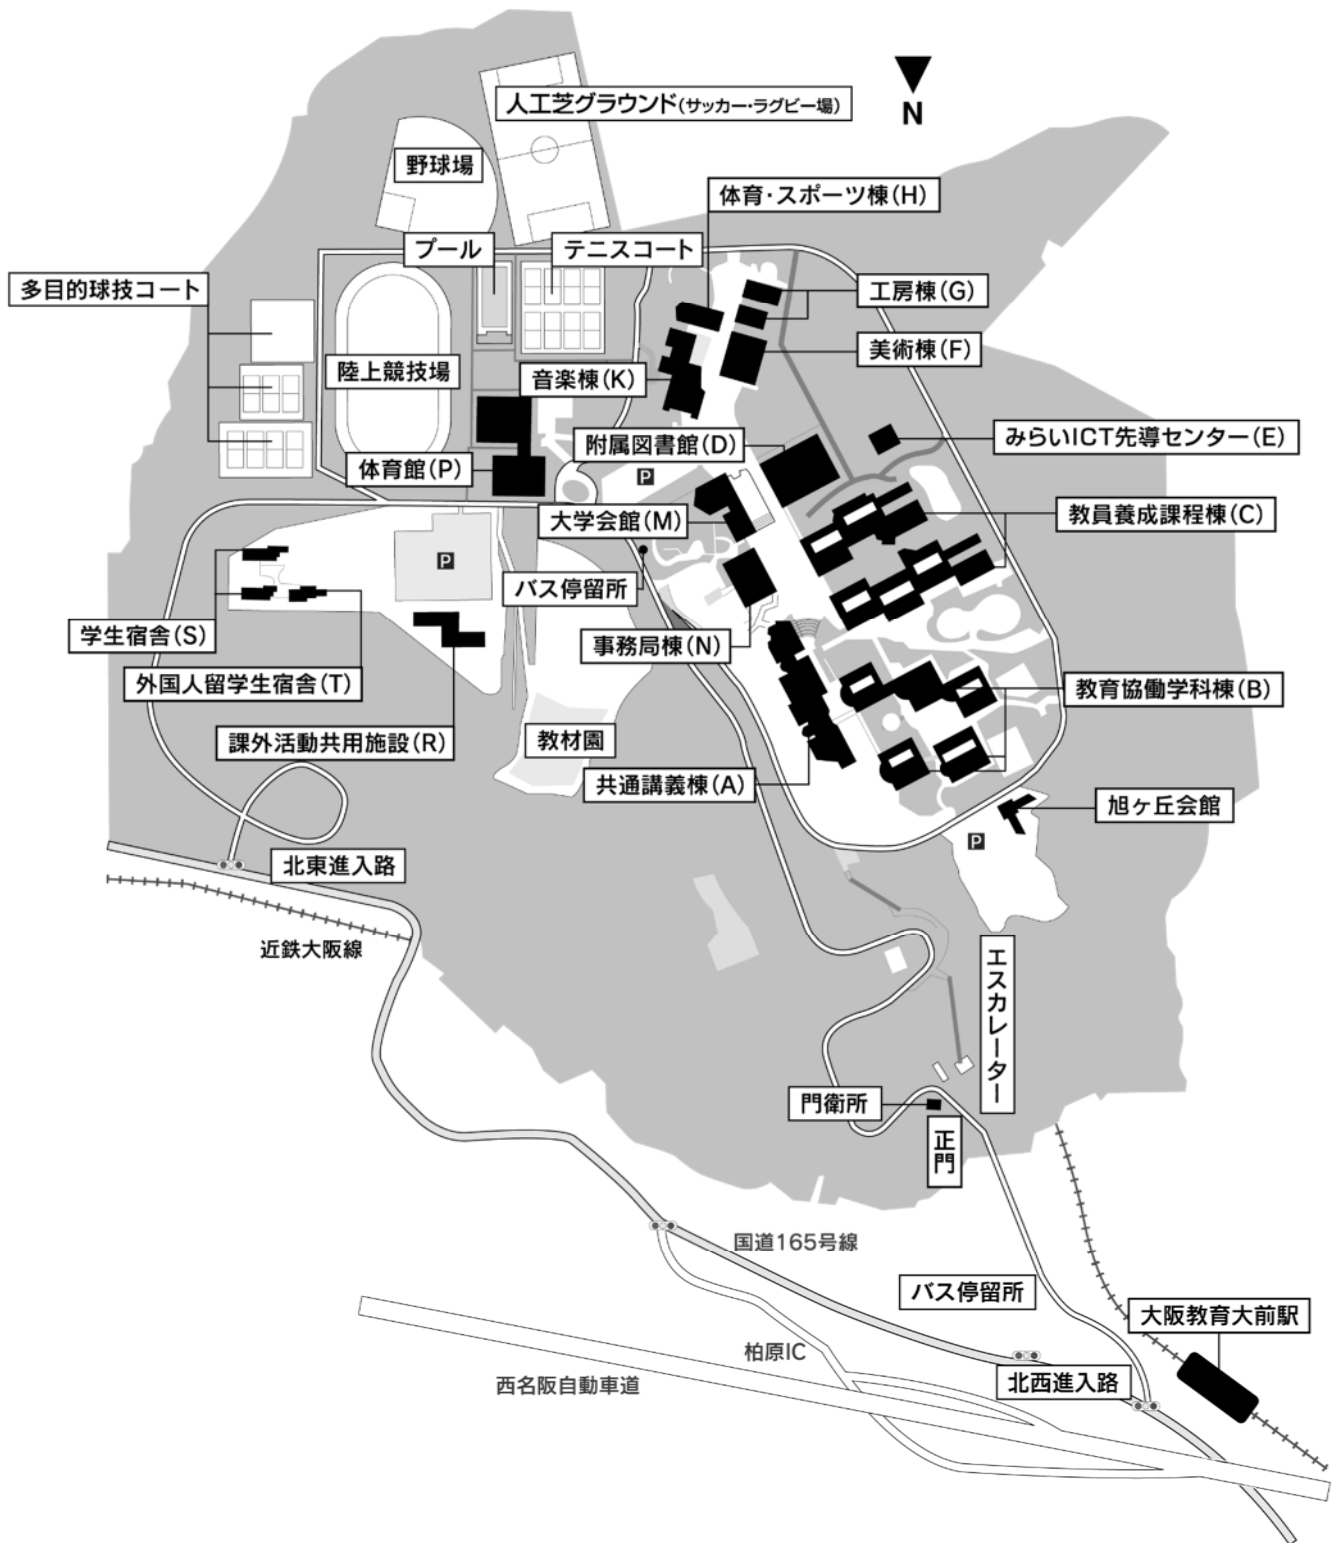 N
人工芝グラウンド(サッカー・ラグビー場)
野球場
体育・スポーツ棟(H)
プール
テニスコート
多目的球技コート
工房棟(G)
美術棟(F)
陸上競技場
音楽棟(K)
みらいICT先導センター(E)
附属図書館(D)
体育館(P)
P
大学会館(M)
教員養成課程棟(C)
P
バス停留所
学生宿舎(S)
事務局棟(N)
外国人留学生宿舎(T)
教育協働学科棟(B)
課外活動共用施設(R)
教材園
共通講義棟(A)
旭ヶ丘会館
P
北東進入路
近鉄大阪線
エスカレーター
門衛所
正門
国道165号線
バス停留所
大阪教育大前駅
柏原IC
西名阪自動車道
北西進入路